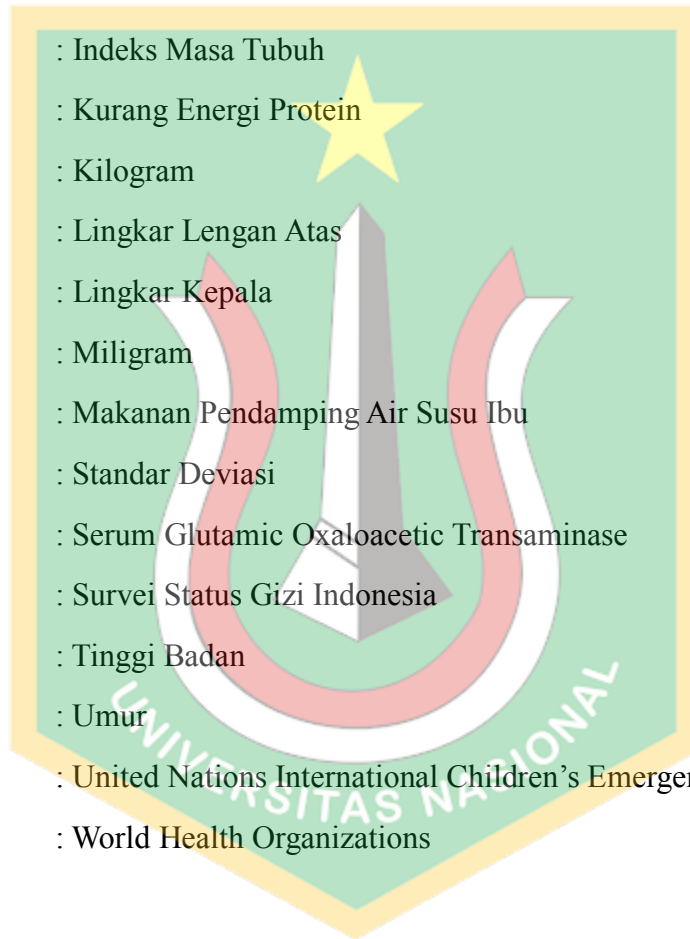 : Indeks Masa Tubuh
: Kurang Energi Protein
: Kilogram
: Lingkar Lengan Atas
: Lingkar Kepala
: Miligram
: Makanan Pendamping Air Susu Ibu
: Standar Deviasi
: Serum Glutamic Oxaloacetic Transaminase
: Survei Status Gizi Indonesia
: Tinggi Badan
: Umur
: United Nations International Children’s
: World Health Organizations
UNIVERSITAS NASIONAL